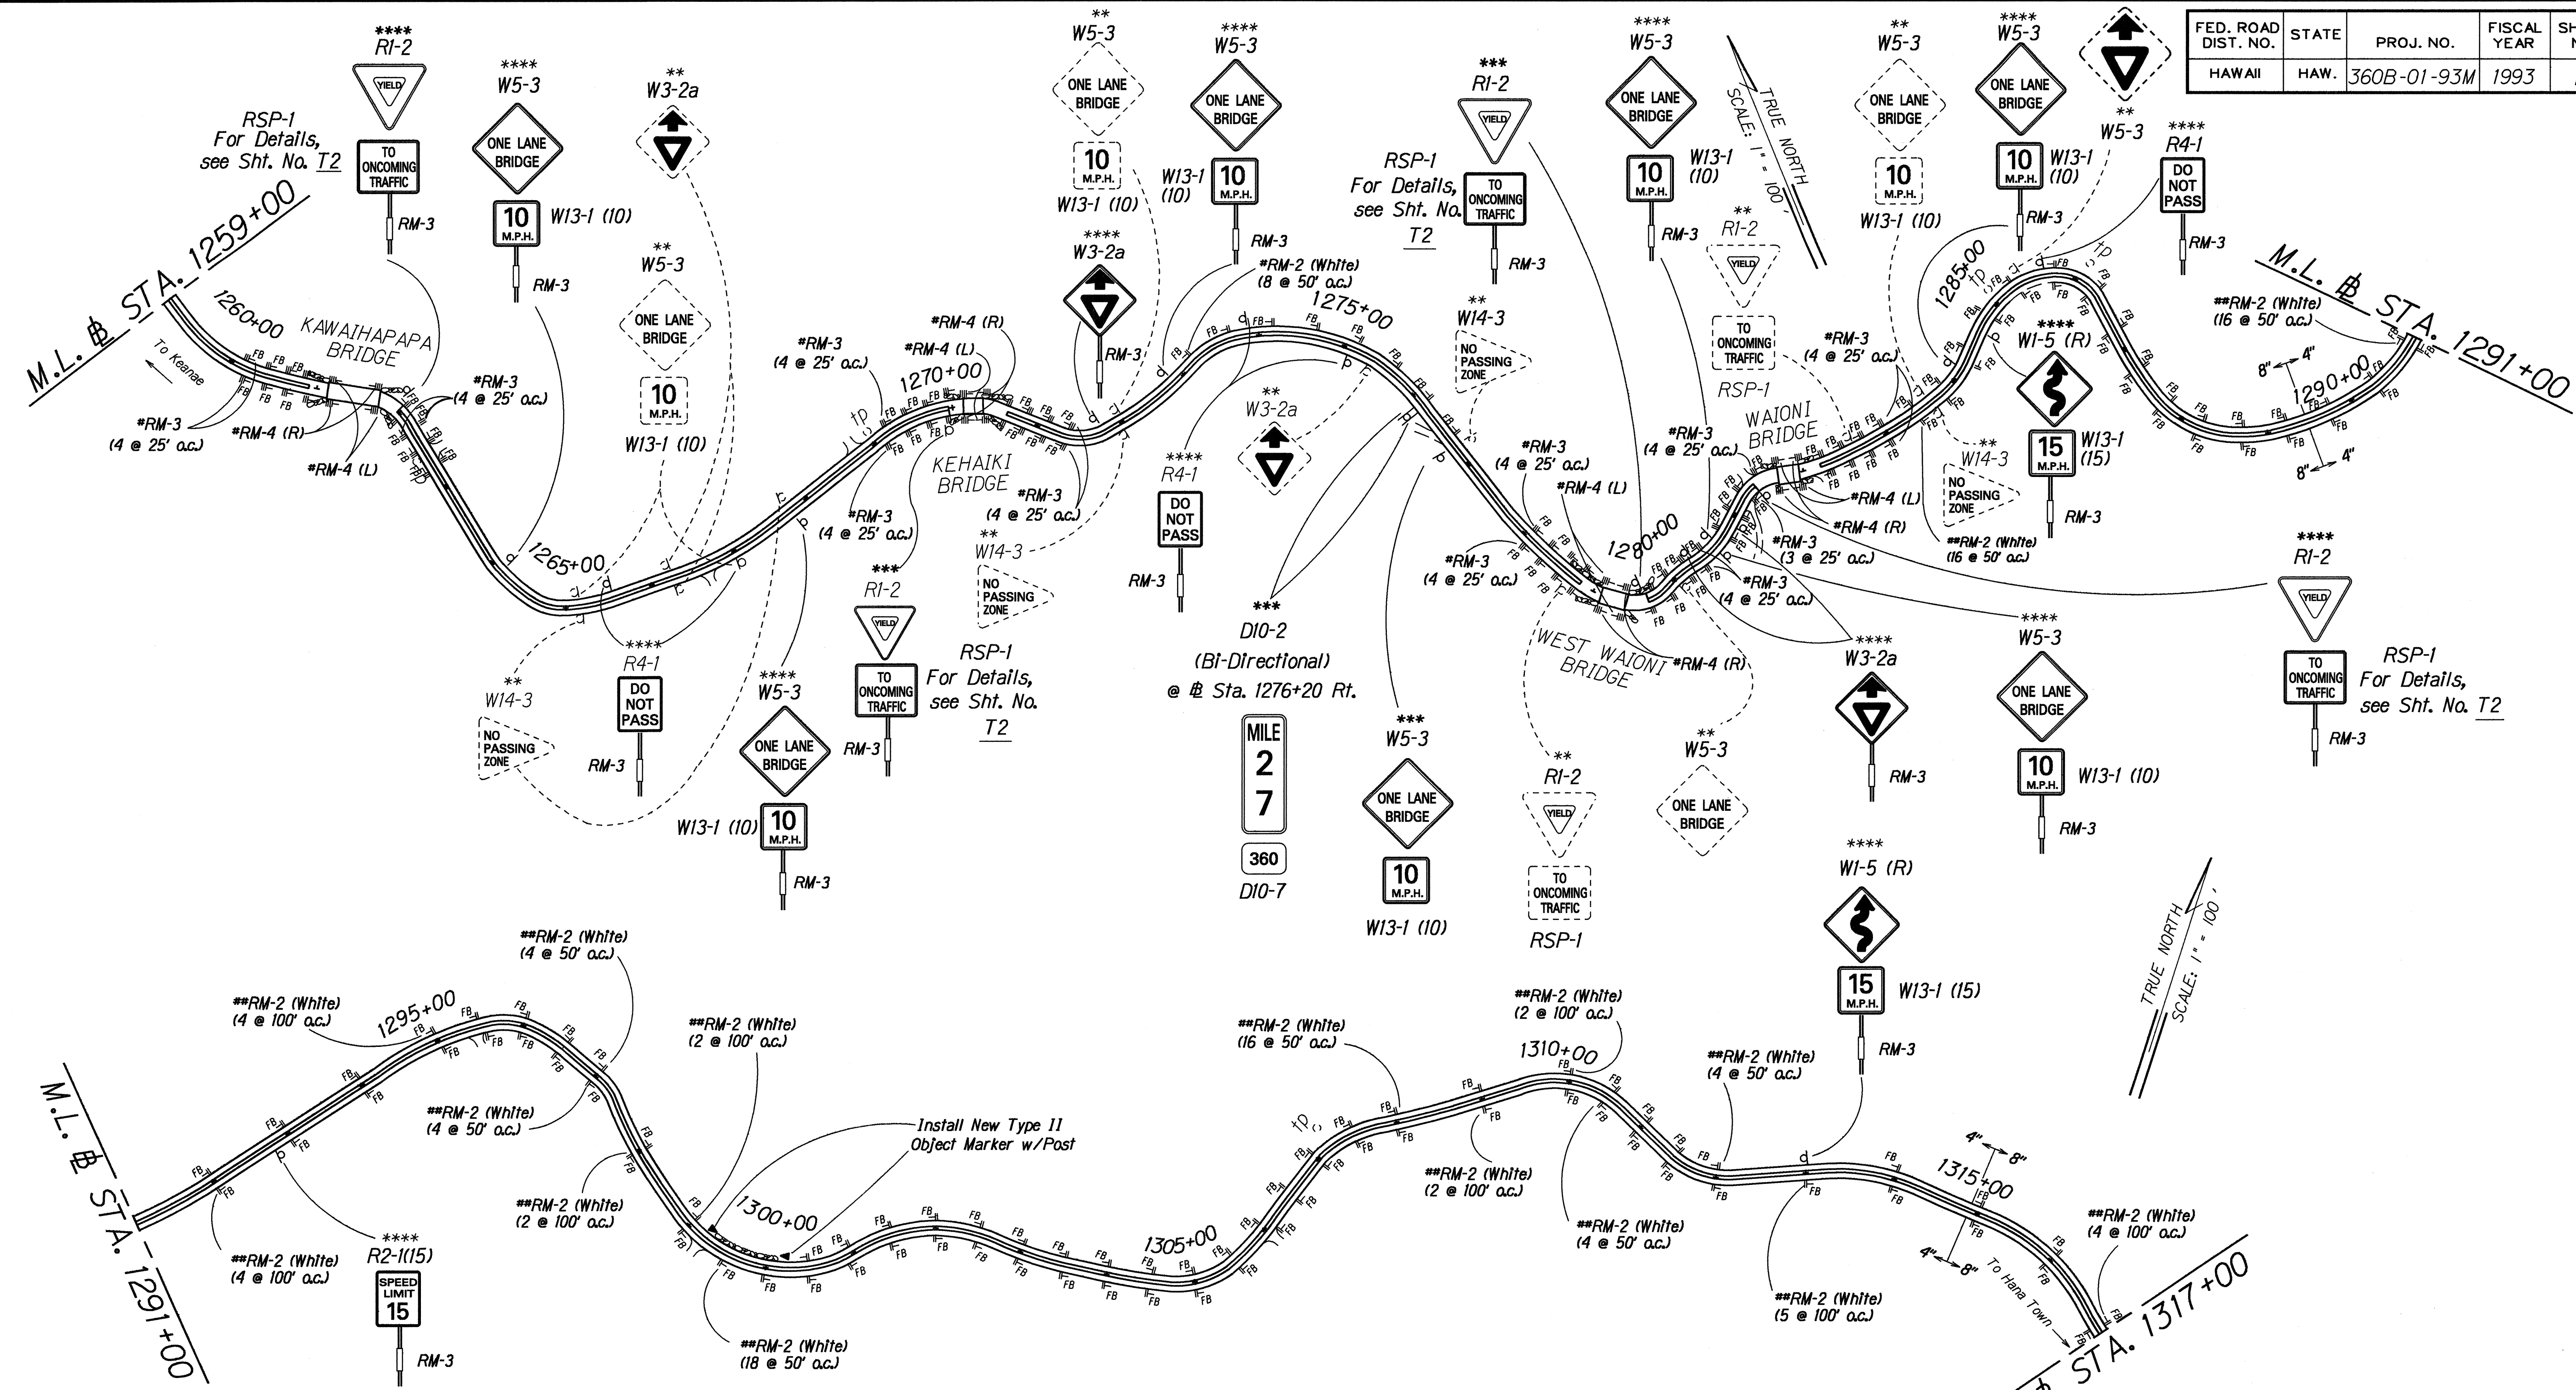 FED. ROAD DIST. NO.
STATE
PROJ. NO.
FISCAL YEAR
HAWAII
HAW.
360B-01-93M
1993
****
R1-2
YIELD
RSP-1
For Details,
see Sht. No. T2
TO
ONCOMING
TRAFFIC
RM-3
****
W5-3
ONE LANE
BRIDGE
10
M.P.H.
W13-1 (10)
RM-3
**
W3-2a
**
W5-3
ONE LANE
BRIDGE
10
M.P.H.
W13-1 (10)
**
W5-3
ONE LANE
BRIDGE
10
M.P.H.
W13-1 (10)
****
W3-2a
RM-3
****
W5-3
ONE LANE
BRIDGE
W13-1
(10)
10
M.P.H.
RM-3
#RM-2 (White)
(8 @ 50' o.c.)
***
R1-2
YIELD
RSP-1
For Details,
see Sht. No.
T2
TO
ONCOMING
TRAFFIC
RM-3
****
W5-3
ONE LANE
BRIDGE
10
M.P.H.
W13-1
(10)
RM-3
TRUE NORTH
SCALE: 1" = 100'
**
R1-2
YIELD
TO
ONCOMING
TRAFFIC
RSP-1
**
W5-3
ONE LANE
BRIDGE
10
M.P.H.
W13-1 (10)
****
W5-3
ONE LANE
BRIDGE
10
M.P.H.
W13-1
(10)
RM-3
**
W5-3
****
R4-1
DO
NOT
PASS
RM-3
M.L. ⅊ STA. 1259+00
1260+00
To Keanae
KAWAIHAPAPA
BRIDGE
#RM-3
(4 @ 25' o.c.)
#RM-4 (R)
#RM-4 (L)
#RM-3
(4 @ 25' o.c.)
1265+00
#RM-3
(4 @ 25' o.c.)
1270+00
#RM-4 (L)
#RM-4 (R)
KEHAIKI
BRIDGE
#RM-3
(4 @ 25' o.c.)
#RM-3
(4 @ 25' o.c.)
1275+00
**
W14-3
NO
PASSING
ZONE
**
W3-2a
****
R4-1
DO
NOT
PASS
RM-3
**
W14-3
NO
PASSING
ZONE
#RM-3
(4 @ 25' o.c.)
#RM-4 (L)
#RM-3
(4 @ 25' o.c.)
1280+00
WEST WAIONI
BRIDGE
#RM-4 (R)
#RM-3
(4 @ 25' o.c.)
WAIONI
BRIDGE
#RM-3
(4 @ 25' o.c.)
#RM-4 (L)
#RM-4 (R)
#RM-3
(3 @ 25' o.c.)
#RM-3
(4 @ 25' o.c.)
##RM-2 (White)
(16 @ 50' o.c.)
**
W14-3
NO
PASSING
ZONE
1285+00
****
W1-5 (R)
15
M.P.H.
W13-1
(15)
RM-3
M.L. ⅊ STA. 1291+00
##RM-2 (White)
(16 @ 50' o.c.)
1290+00
8" 4"
8" 4"
**
W14-3
NO
PASSING
ZONE
****
R4-1
DO
NOT
PASS
RM-3
****
W5-3
ONE LANE
BRIDGE
W13-1 (10)
10
M.P.H.
RM-3
***
R1-2
YIELD
TO
ONCOMING
TRAFFIC
RM-3
RSP-1
For Details,
see Sht. No.
T2
***
D10-2
(Bi-Directional)
@ ⅊ Sta. 1276+20 Rt.
MILE
2
7
360
D10-7
***
W5-3
ONE LANE
BRIDGE
10
M.P.H.
W13-1 (10)
**
R1-2
YIELD
TO
ONCOMING
TRAFFIC
RSP-1
**
W5-3
ONE LANE
BRIDGE
****
W3-2a
RM-3
****
W5-3
ONE LANE
BRIDGE
10
M.P.H.
W13-1 (10)
RM-3
****
R1-2
YIELD
TO
ONCOMING
TRAFFIC
RM-3
RSP-1
For Details,
see Sht. No. T2
M.L. ⅊ STA. 1291+00
##RM-2 (White)
(4 @ 100' o.c.)
1295+00
##RM-2 (White)
(4 @ 50' o.c.)
##RM-2 (White)
(4 @ 50' o.c.)
##RM-2 (White)
(4 @ 100' o.c.)
****
R2-1(15)
SPEED
LIMIT
15
RM-3
##RM-2 (White)
(2 @ 100' o.c.)
##RM-2 (White)
(2 @ 100' o.c.)
1300+00
Install New Type II
Object Marker w/Post
##RM-2 (White)
(18 @ 50' o.c.)
1305+00
##RM-2 (White)
(16 @ 50' o.c.)
##RM-2 (White)
(2 @ 100' o.c.)
1310+00
##RM-2 (White)
(2 @ 100' o.c.)
##RM-2 (White)
(4 @ 50' o.c.)
##RM-2 (White)
(4 @ 50' o.c.)
****
W1-5 (R)
15
M.P.H.
W13-1 (15)
RM-3
##RM-2 (White)
(5 @ 100' o.c.)
1315+00
4" 8"
4" 8"
##RM-2 (White)
(4 @ 100' o.c.)
To Hana Town
STA. 1317+00
TRUE NORTH
SCALE: 1" = 100'